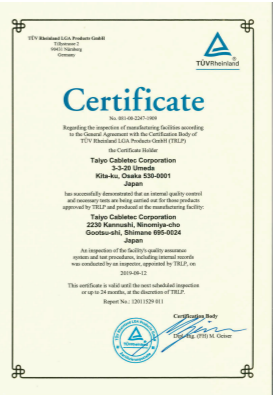 TÜV Rheinland LGA Products GmbH
Tillystrasse 2
90431 Nürnberg
Germany
TÜVRheinland
Certificate
No. 001-00-2247-1909
Regarding the inspection of manufacturing facilities according
to the General Agreement with the Certification Body of
TÜV Rheinland LGA Products GmbH (TRLP)
the Certificate Holder
Taiyo Cabletec Corporation
3-3-20 Umeda
Kita-ku, Osaka 530-0001
Japan
has successfully demonstrated that an internal quality control
and necessary tests are being carried out for those products
approved by TRLP and produced at the manufacturing facility:
Taiyo Cabletec Corporation
2230 Kannushi, Ninomiya-cho
Gootsu-shi, Shimane 695-0024
Japan
An inspection of the facility's quality assurance
system and test procedures, including internal records
was conducted by an inspector, appointed by TRLP, on
2019-09-12
This certificate is valid until the next scheduled inspection
or up to 24 months, at the discretion of TRLP.
Report No.: 12011529 011
Certification Body
Dipl.-Ing. (FH) M. Geiser
TÜVRheinland